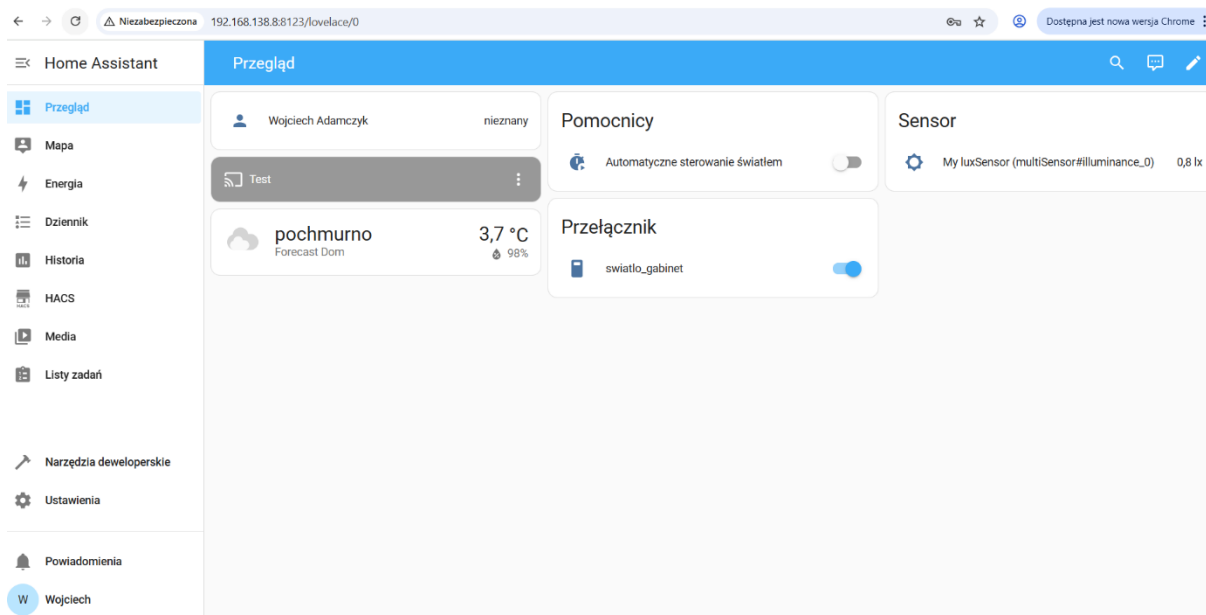 Niezabezpieczona 192.168.138.8:8123/lovelace/0 Dostępna jest nowa wersja Chrome
Home Assistant
Przegląd
Przegląd
Mapa
Energia
Dziennik
Historia
HACS
HACS
Media
Listy zadań
Narzędzia deweloperskie
Ustawienia
Powiadomienia
W Wojciech
Wojciech Adamczyk nieznany
Test
pochmurno 3,7 °C
Forecast Dom 98%
Pomocnicy
Automatyczne sterowanie światłem
Przełącznik
swiatlo_gabinet
Sensor
My luxSensor (multiSensor#illuminance_0) 0,8 lx